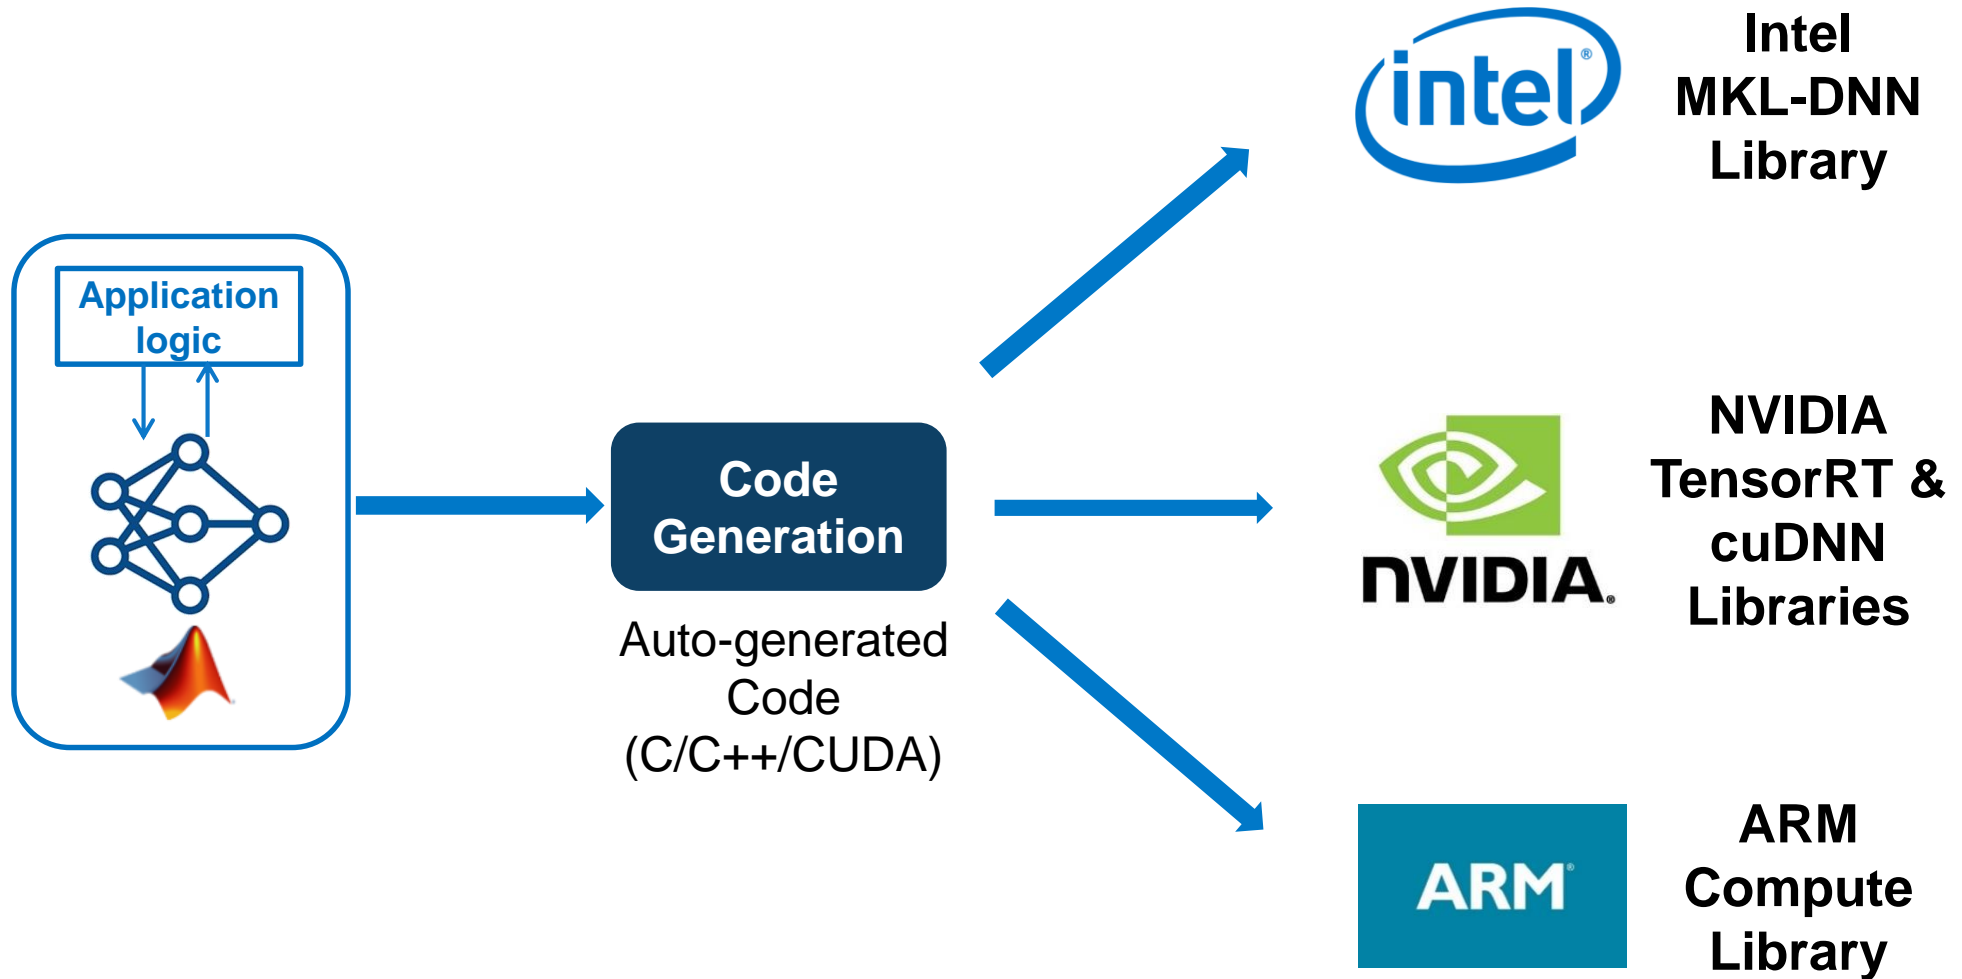 Application
logic
Code
Generation
Auto-generated
Code
(C/C++/CUDA)
intel®
Intel
MKL-DNN
Library
NVIDIA.
NVIDIA
TensorRT &
cuDNN
Libraries
ARM®
ARM
Compute
Library